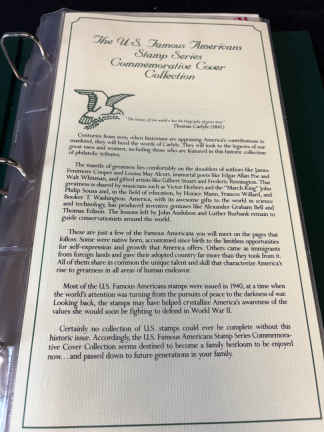 The U.S. Famous Americans
Stamp Series
Commemorative Cover
Collection
"The history of the world is but the biography of great men"
Thomas Carlyle (1841)
Centuries from now, when historians are appraising America's contributions to
mankind, they will heed the words of Carlyle. They will look to the legacies of our
great men and women, including those who are featured in this historic collection
of philatelic tributes.
The mantle of greatness lies comfortably on the shoulders of authors like James
Fenimore Cooper and Louisa May Alcott, immortal poets like Edgar Allan Poe and
Walt Whitman, and gifted artists like Gilbert Stuart and Frederic Remington. That
greatness is shared by musicians such as Victor Herbert and the "March King" John
Philip Sousa and, in the field of education, by Horace Mann, Frances Willard, and
Booker T. Washington. America, with its awesome gifts to the world in science
and technology, has produced inventive geniuses like Alexander Graham Bell and
Thomas Edison. The lessons left by John Audubon and Luther Burbank remain to
guide conservationists around the world.
These are just a few of the famous Americans you will meet on the pages that
follow. Some were native born, accustomed since birth to the limitless opportunities
for self-expression and growth that America offers. Others came as immigrants
from foreign lands and gave their adopted country far more than they took from it.
All of them share in common the unique talent and skill that characterize America's
rise to greatness in all areas of human endeavor.
Most of the U.S. Famous Americans stamps were issued in 1940, at a time when
the world's attention was turning from the pursuits of peace to the darkness of war.
Looking back, the stamps may have helped crystallize America's awareness of the
values she would soon be fighting to defend in World War II.
Certainly no collection of U.S. stamps could ever be complete without this
historic issue. Accordingly, the U.S. Famous Americans Stamp Series Commemora-
tive Cover Collection seems destined to become a family heirloom to be enjoyed
now...and passed down to future generations in your family.